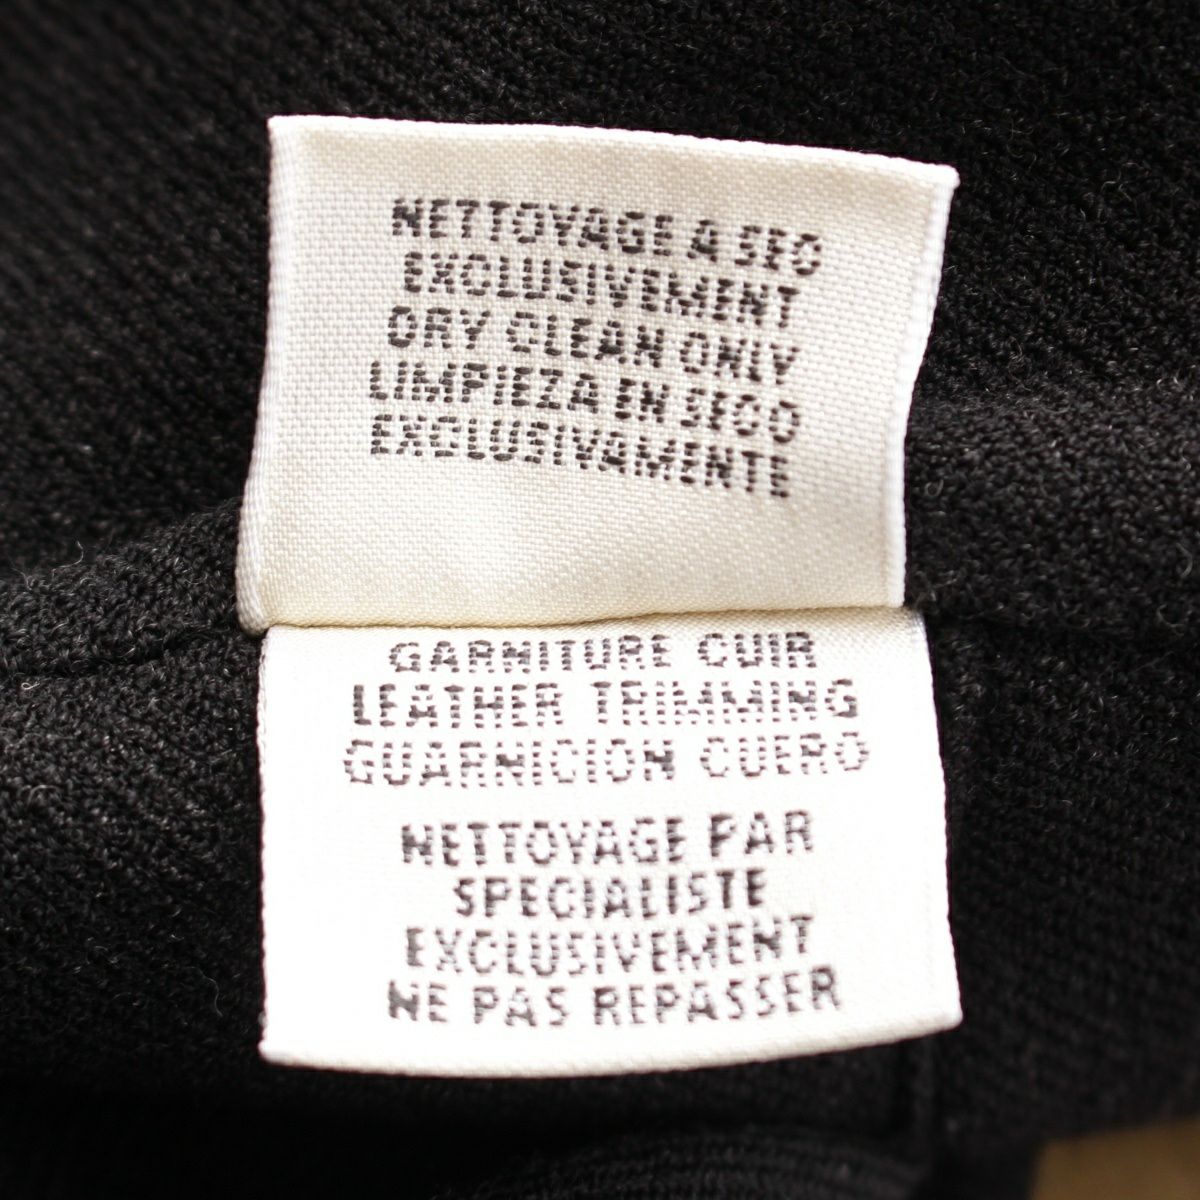 NETTOYAGE A SEC
EXCLUSIVEMENT
DRY CLEAN ONLY
LIMPIEZA EN SECO
EXCLUSIVAMENTE
GARNITURE CUIR
LEATHER TRIMMING
GUARNICION CUERO
NETTOYAGE PAR
SPECIALISTE
EXCLUSIVEMENT
NE PAS REPASSER